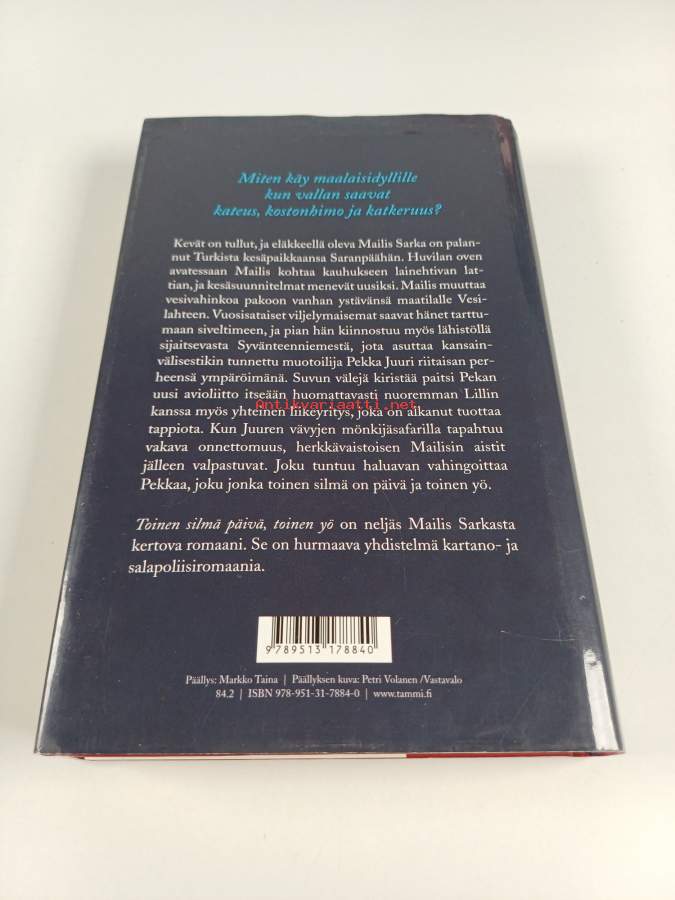 Miten käy maalaisidyllille
kun vallan saavat
kateus, kostonhimo ja katkeruus?
Kevät on tullut, ja eläkkeellä oleva Mailis Sarka on palan-
nut Turkista kesäpaikkaansa Saranpäähän. Huvilan oven
avatessaan Mailis kohtaa kauhukseen lainehtivan lat-
tian, ja kesäsuunnitelmat menevät uusiksi. Mailis muuttaa
vesivahinkoa pakoon vanhan ystävänsä maatilalle Vesi-
lahteen. Vuosisataiset viljelymaisemat saavat hänet tarttu-
maan siveltimeen, ja pian hän kiinnostuu myös lähistöllä
sijaitsevasta Syvänteenniemestä, jota asuttaa kansain-
välisestikin tunnettu muotoilija Pekka Juuri riitaisan per-
heensä ympäröimänä. Suvun välejä kiristää paitsi Pekan
uusi avioliitto itseään huomattavasti nuoremman Lillin
kanssa myös yhteinen liikeyritys, joka on alkanut tuottaa
Antikvariaatti.net
tappiota. Kun Juuren vävyjen mönkijäsafarilla tapahtuu
vakava onnettomuus, herkkävaistoisen Mailisin aistit
jälleen valpastuvat. Joku tuntuu haluavan vahingoittaa
Pekkaa, joku jonka toinen silmä on päivä ja toinen yö.
Toinen silmä päivä, toinen yö on neljäs Mailis Sarkasta
kertova romaani. Se on hurmaava yhdistelmä kartano- ja
salapoliisiromaania.
9 789513 178840
Päällys: Markko Taina | Päällyksen kuva: Petri Volanen /Vastavalo
84.2 | ISBN 978-951-31-7884-0 | www.tammi.fi